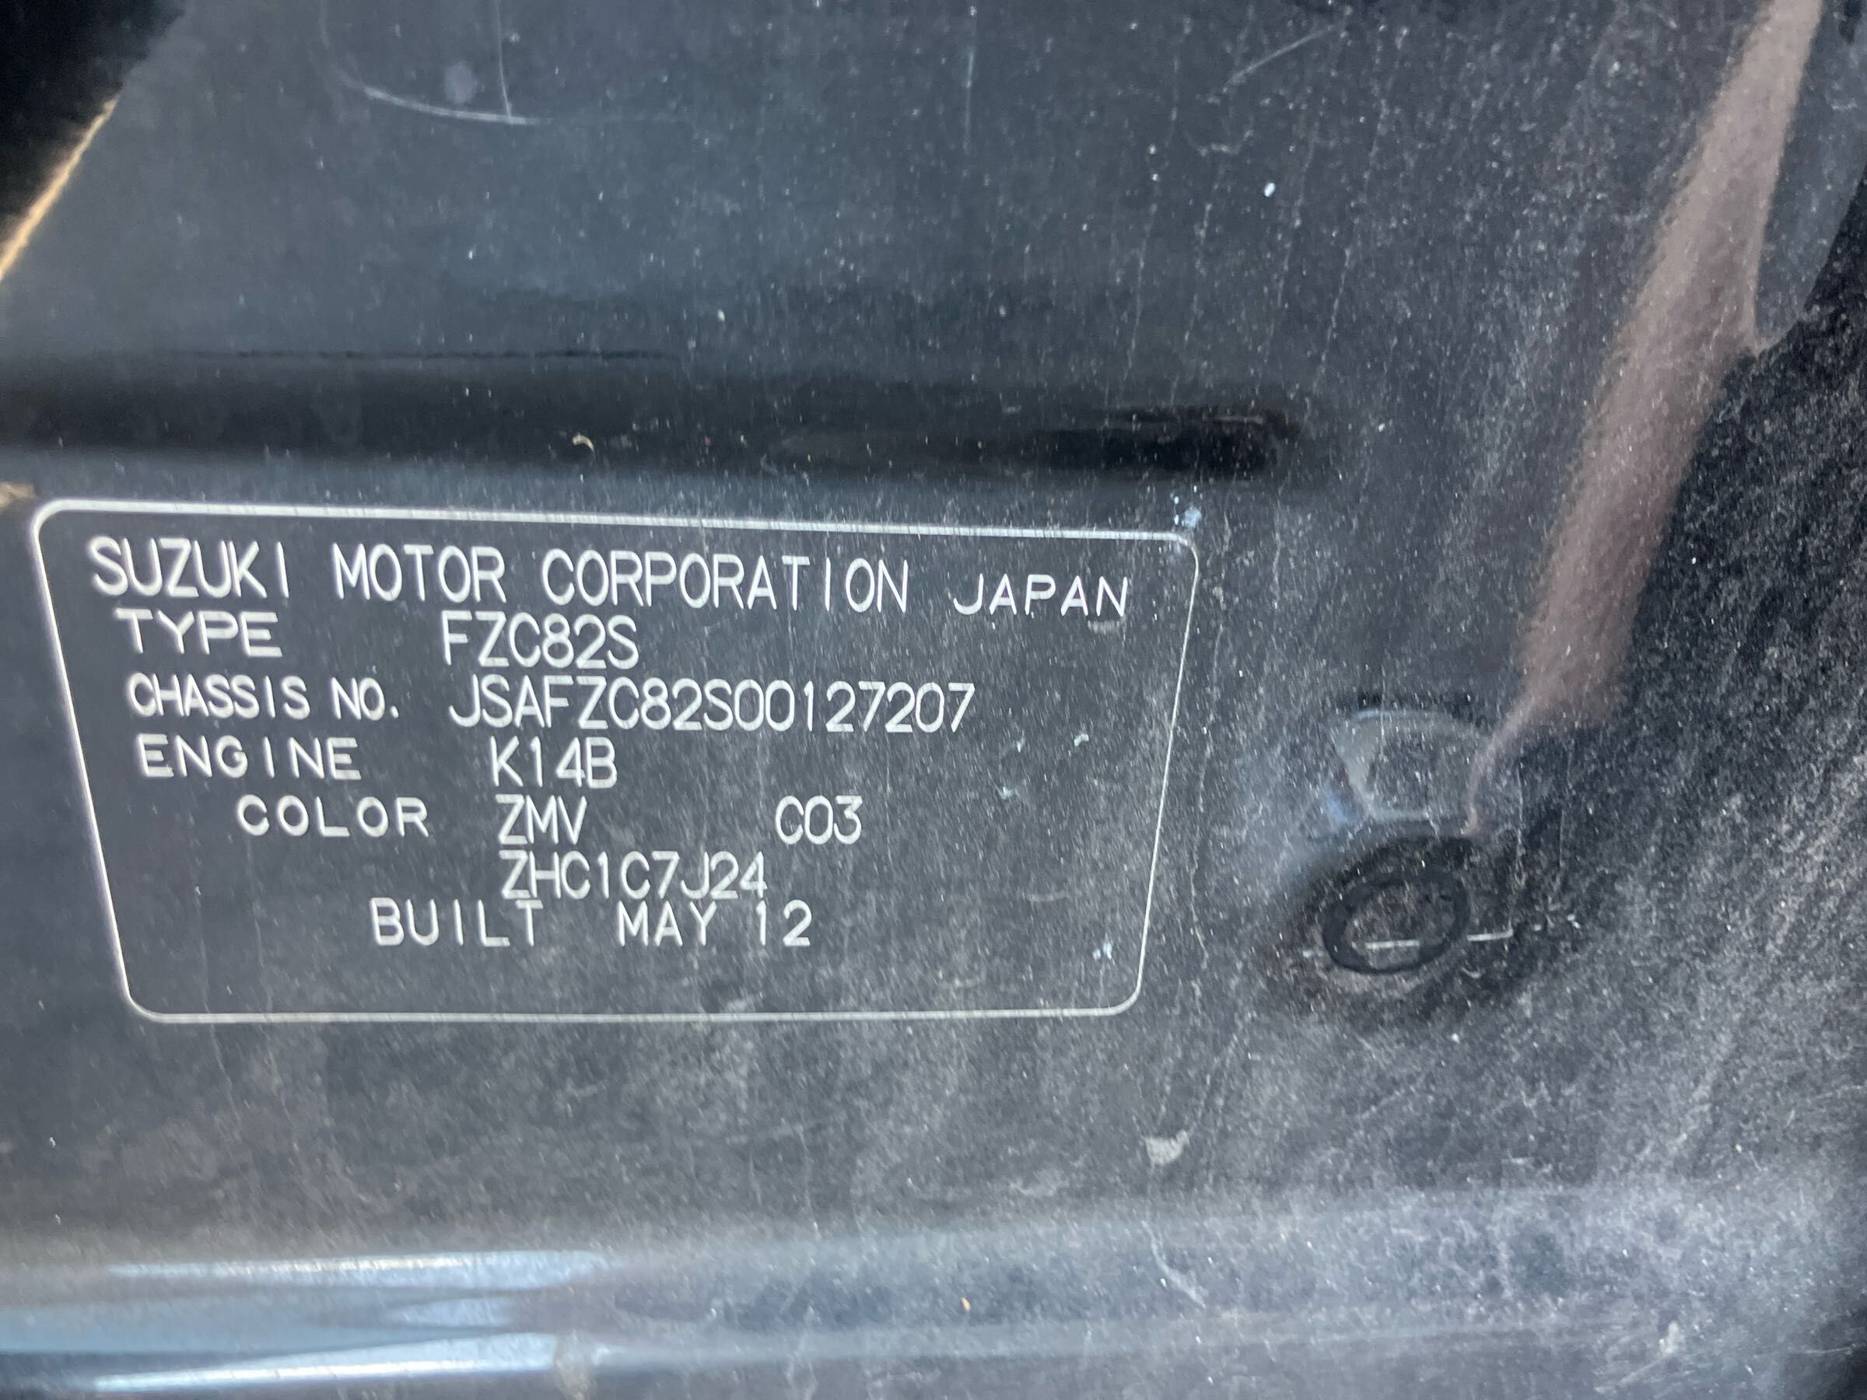 SUZUKI MOTOR CORPORATION JAPAN
TYPE FZC82S
CHASSIS NO. JSAFZC82S00127207
ENGINE K14B
COLOR ZMV C03
ZHC1C7J24
BUILT MAY 12